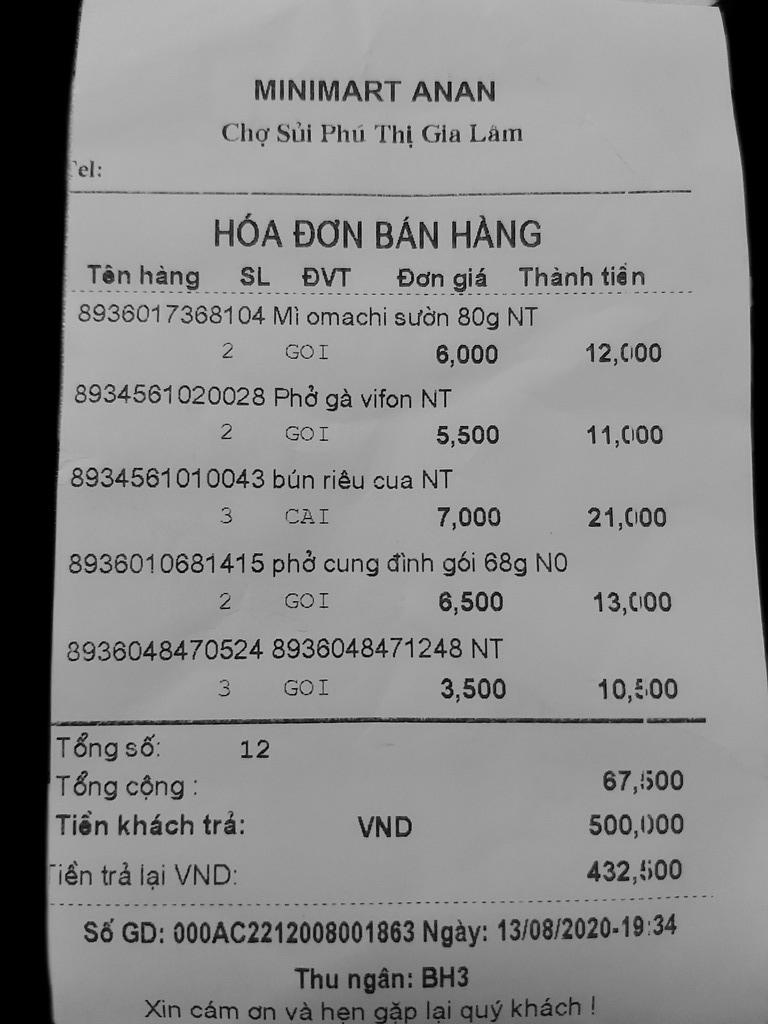 MINIMART ANAN
Chợ Sủi Phú Thị Gia Lâm
Tel:
HÓA ĐƠN BÁN HÀNG
Tên hàng SL ĐVT Đơn giá Thành tiền
8936017368104 Mì omachi sườn 80g NT
2 GOI 6,000 12,000
8934561020028 Phở gà vifon NT
2 GOI 5,500 11,000
8934561010043 bún riêu cua NT
3 CAI 7,000 21,000
8936010681415 phở cung đình gói 68g N0
2 GOI 6,500 13,000
8936048470524 8936048471248 NT
3 GOI 3,500 10,500
Tổng số: 12
Tổng cộng : 67,500
Tiền khách trả: VND 500,000
Tiền trả lại VND: 432,500
Số GD: 000AC2212008001863 Ngày: 13/08/2020-19:34
Thu ngân: BH3
Xin cám ơn và hẹn gặp lại quý khách !